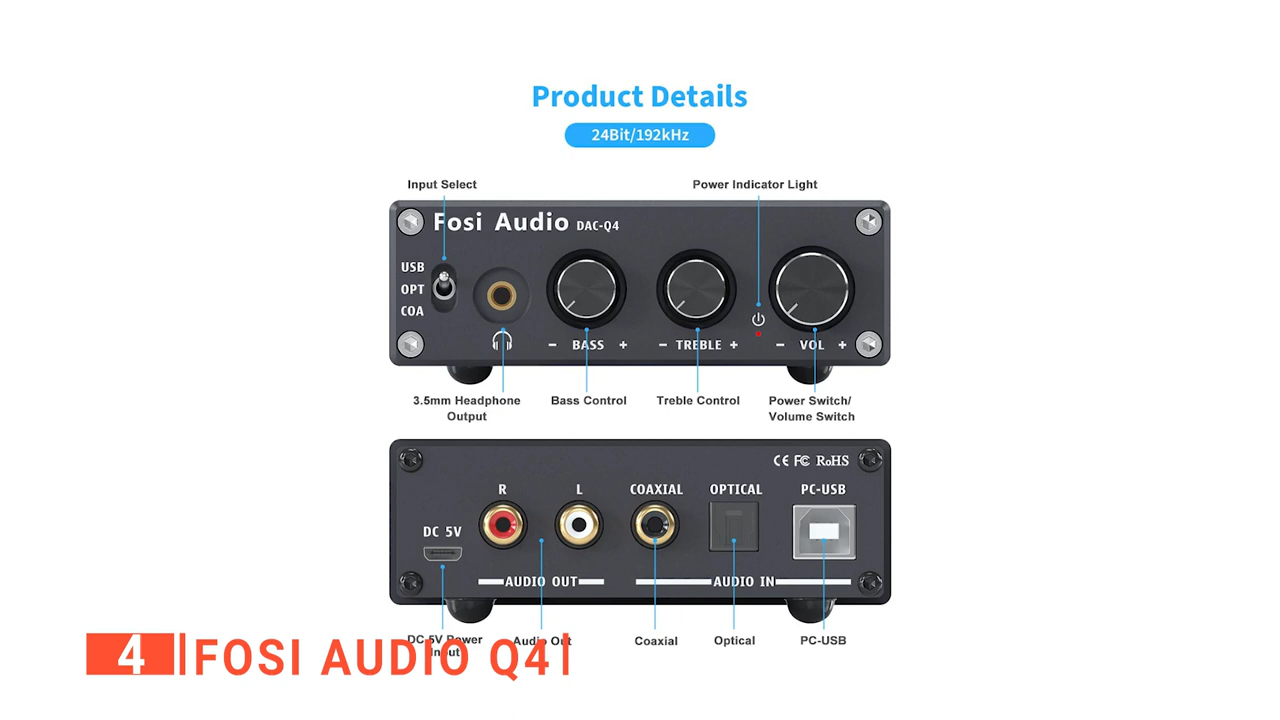 Product Details
24Bit/192kHz
Input Select
Power Indicator Light
Fosi Audio DAC-Q4
USB
OPT
COA
- BASS +
- TREBLE +
- VOL +
3.5mm Headphone
Output
Bass Control
Treble Control
Power Switch/
Volume Switch
CE FC RoHS
R
L
COAXIAL
OPTICAL
PC-USB
DC 5V
AUDIO OUT
AUDIO IN
DC 5V Power
Input
Audio Out
Coaxial
Optical
PC-USB
4
FOSI AUDIO Q4